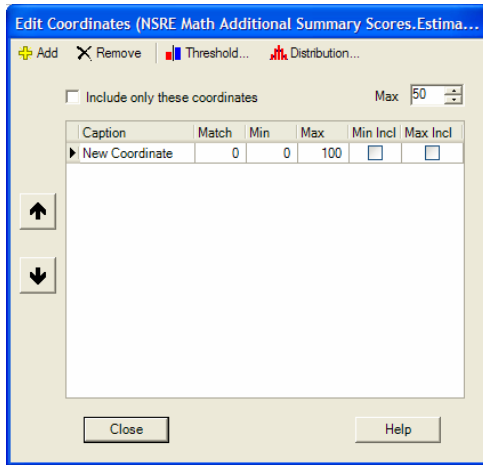 Edit Coordinates (NSRE Math Additional Summary Scores.Estima...
Add Remove Threshold... Distribution...
Include only these coordinates Max 50
Caption Match Min Max Min Incl Max Incl
New Coordinate 0 0 100
Close Help